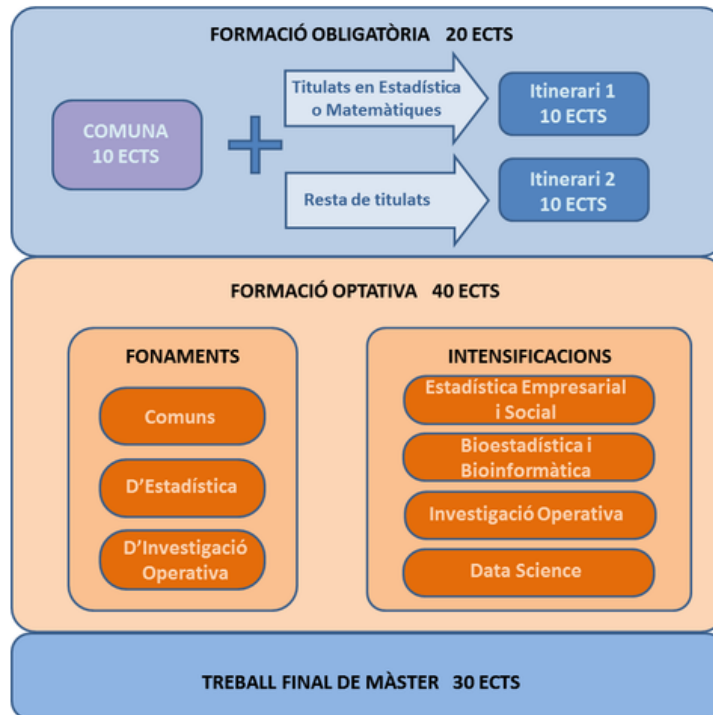 FORMACIÓ OBLIGATÒRIA 20 ECTS
COMUNA
10 ECTS
Titulats en Estadística
o Matemàtiques
Itinerari 1
10 ECTS
Resta de titulats
Itinerari 2
10 ECTS
FORMACIÓ OPTATIVA 40 ECTS
FONAMENTS
Comuns
D'Estadística
D'Investigació
Operativa
INTENSIFICACIONS
Estadística Empresarial
i Social
Bioestadística i
Bioinformàtica
Investigació Operativa
Data Science
TREBALL FINAL DE MÀSTER 30 ECTS